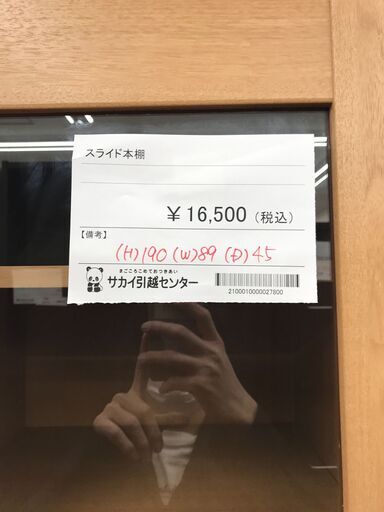 スライド本棚
￥16,500（税込）
【備考】
(H)190 (W)89 (D)45
まごころこめておつきあい
サカイ引越センター
2100010000027800